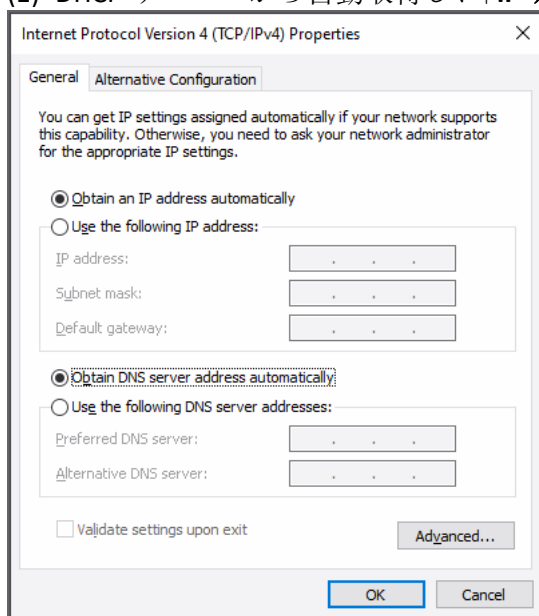 Internet Protocol Version 4 (TCP/IPv4) Properties
General Alternative Configuration
You can get IP settings assigned automatically if your network supports
this capability. Otherwise, you need to ask your network administrator
for the appropriate IP settings.
Obtain an IP address automatically
Use the following IP address:
IP address:
Subnet mask:
Default gateway:
Obtain DNS server address automatically
Use the following DNS server addresses:
Preferred DNS server:
Alternative DNS server:
Validate settings upon exit
Advanced...
OK Cancel